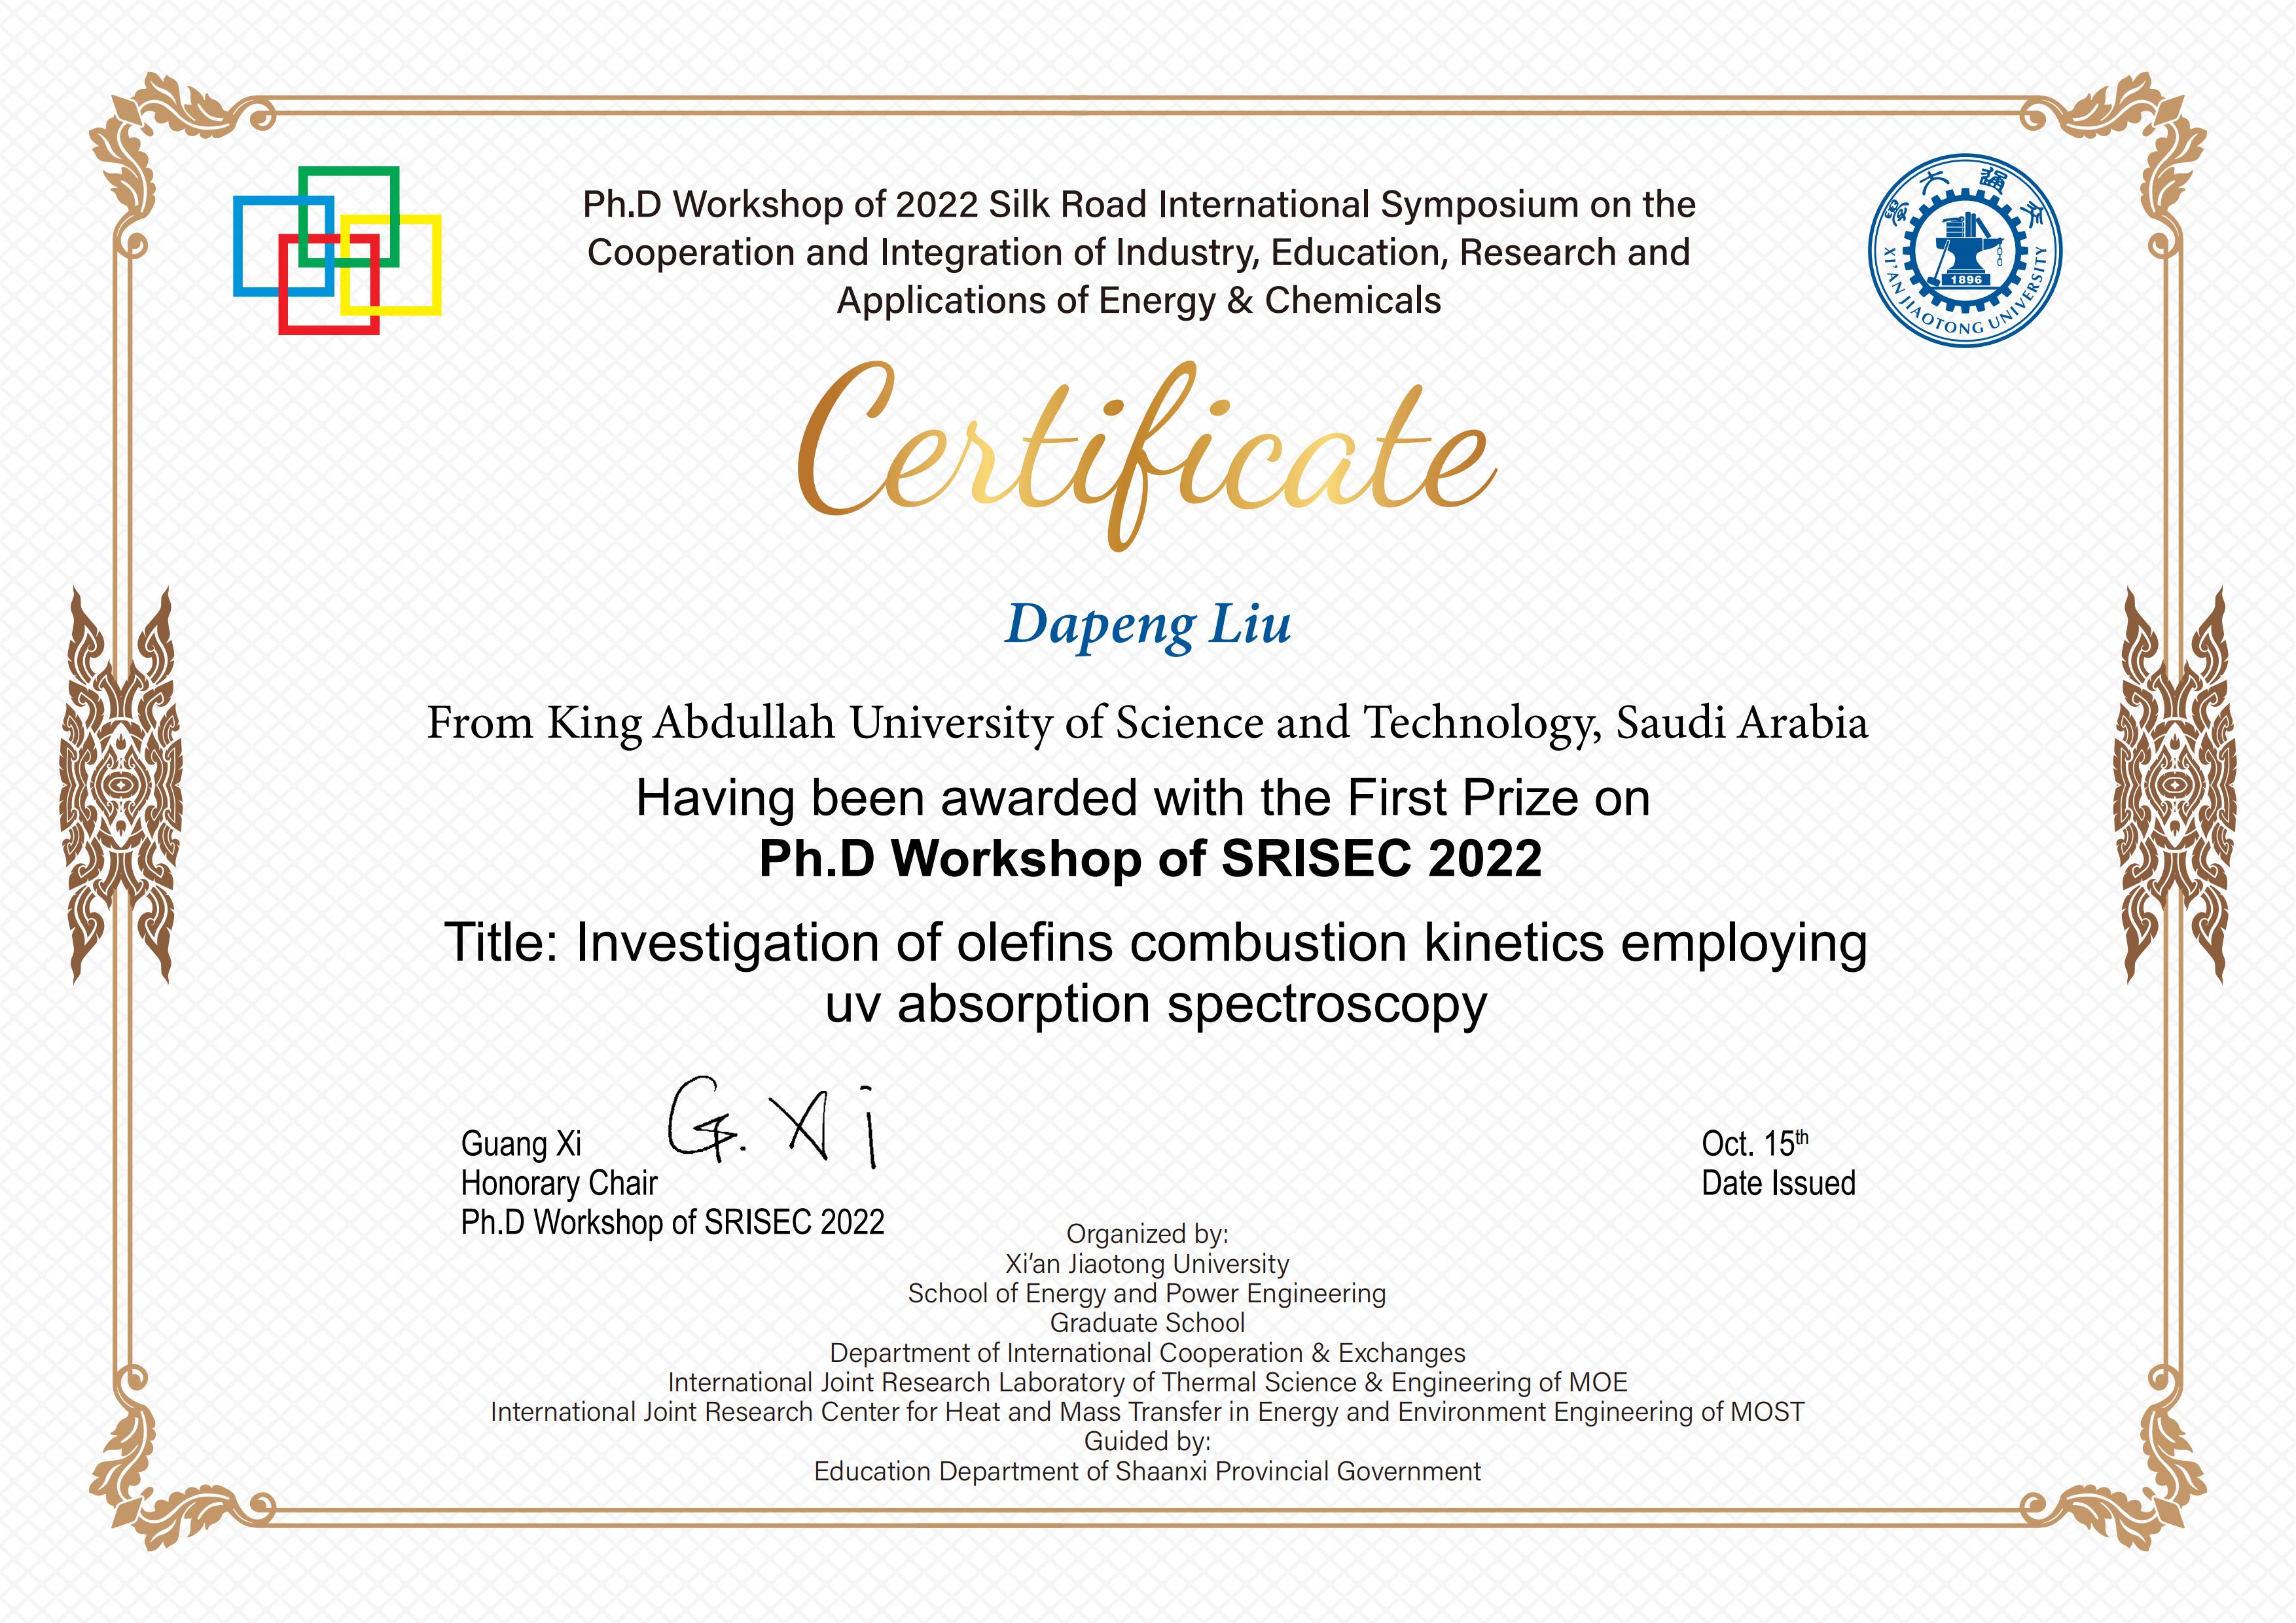 Ph.D Workshop of 2022 Silk Road International Symposium on the
Cooperation and Integration of Industry, Education, Research and
Applications of Energy & Chemicals
大 通
交
1896
XI'AN JIAOTONG UNIVERSITY
Certificate
Dapeng Liu
From King Abdullah University of Science and Technology, Saudi Arabia
Having been awarded with the First Prize on
Ph.D Workshop of SRISEC 2022
Title: Investigation of olefins combustion kinetics employing
uv absorption spectroscopy
G. Xi
Guang Xi
Honorary Chair
Ph.D Workshop of SRISEC 2022
Oct. 15th
Date Issued
Organized by:
Xi’an Jiaotong University
School of Energy and Power Engineering
Graduate School
Department of International Cooperation & Exchanges
International Joint Research Laboratory of Thermal Science & Engineering of MOE
International Joint Research Center for Heat and Mass Transfer in Energy and Environment Engineering of MOST
Guided by:
Education Department of Shaanxi Provincial Government